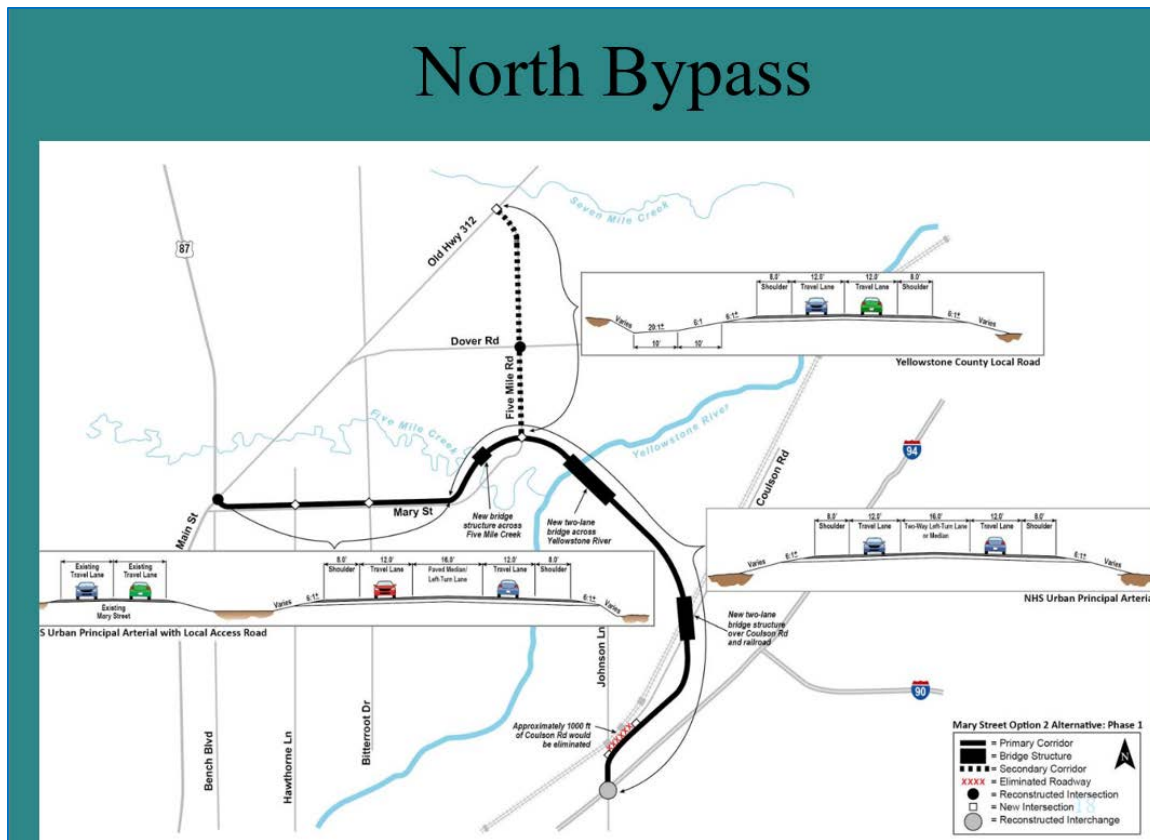 North Bypass
87
Old Hwy 312
Seven Mile Creek
8.0'
12.0'
12.0'
8.0'
Shoulder
Travel Lane
Travel Lane
Shoulder
Varies
20:1±
6:1
6:1±
6:1±
Varies
10'
10'
Yellowstone County Local Road
Dover Rd
Five Mile Rd
Five Mile Creek
Yellowstone River
Coulson Rd
94
Main St
Mary St
New bridge
structure across
Five Mile Creek
New two-lane
bridge across
Yellowstone River
8.0'
12.0'
16.0'
12.0'
8.0'
Shoulder
Travel Lane
Two-Way Left-Turn Lane
or Median
Travel Lane
Shoulder
Varies
6:1±
6:1±
Varies
NHS Urban Principal Arteria
Existing
Travel Lane
Existing
Travel Lane
Existing
Mary Street
8.0'
12.0'
16.0'
12.0'
8.0'
Shoulder
Travel Lane
Paved Median/
Left-Turn Lane
Travel Lane
Shoulder
Varies
6:1±
6:1±
Varies
S Urban Principal Arterial with Local Access Road
New two-lane
bridge structure
over Coulson Rd
and railroad
Johnson Ln
90
Approximately 1000 ft
of Coulson Rd would
be eliminated
Bench Blvd
Hawthorne Ln
Bitterroot Dr
Mary Street Option 2 Alternative: Phase 1
= Primary Corridor
= Bridge Structure
= Secondary Corridor
XXXX = Eliminated Roadway
= Reconstructed Intersection
= New Intersection
= Reconstructed Interchange
N
18